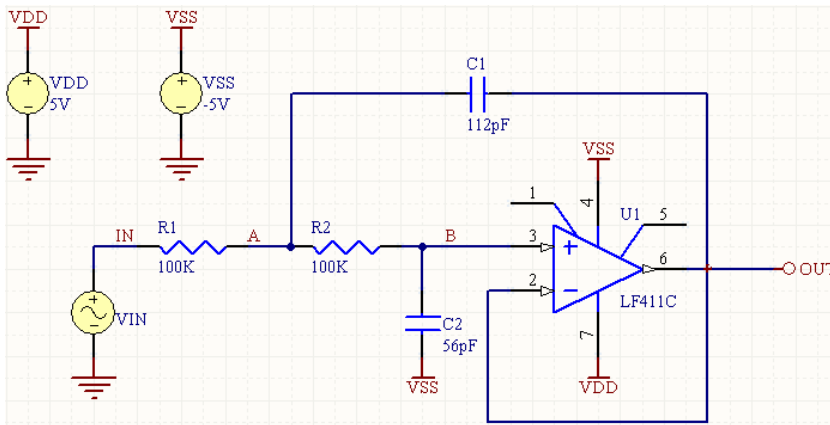 VDD
VSS
VDD
5V
VSS
-5V
C1
112pF
VSS
1
4
U1
5
IN
R1
A
R2
B
3
6
100K
100K
2
OUT
LF411C
VIN
C2
56pF
7
VSS
VDD